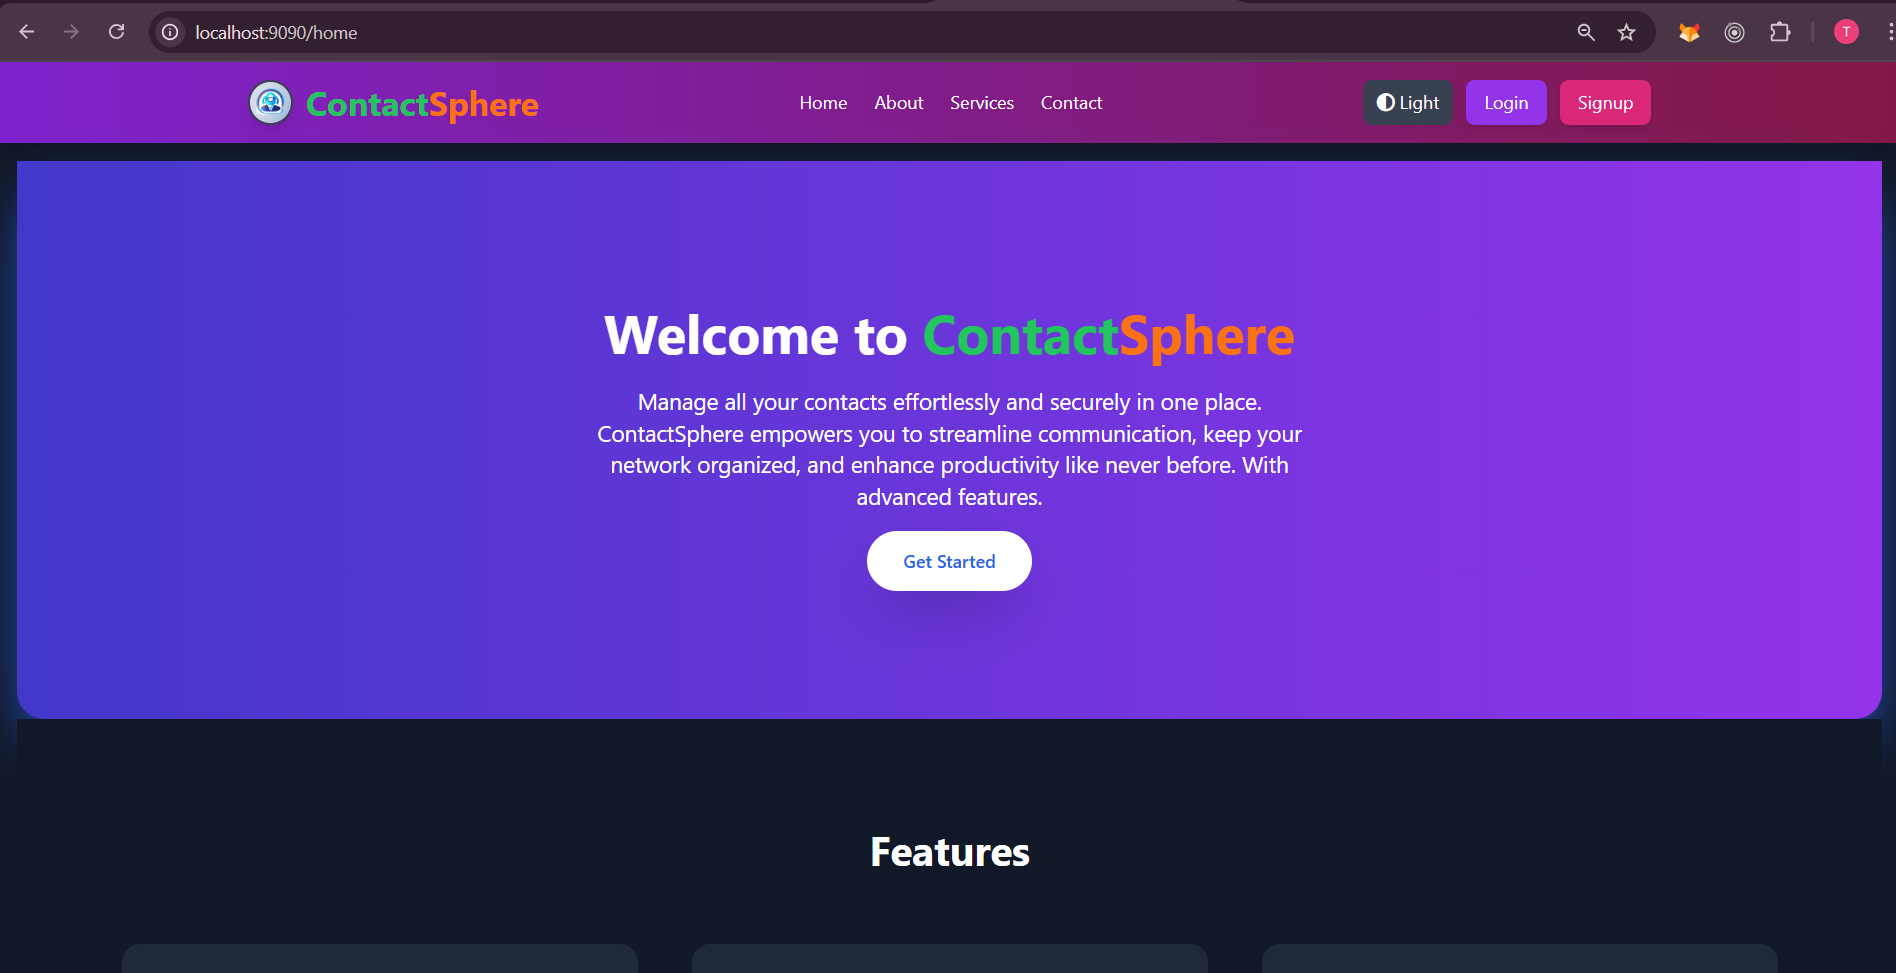 localhost:9090/home
T
ContactSphere
Home About Services Contact
Light Login Signup
Welcome to ContactSphere
Manage all your contacts effortlessly and securely in one place.
ContactSphere empowers you to streamline communication, keep your
network organized, and enhance productivity like never before. With
advanced features.
Get Started
Features